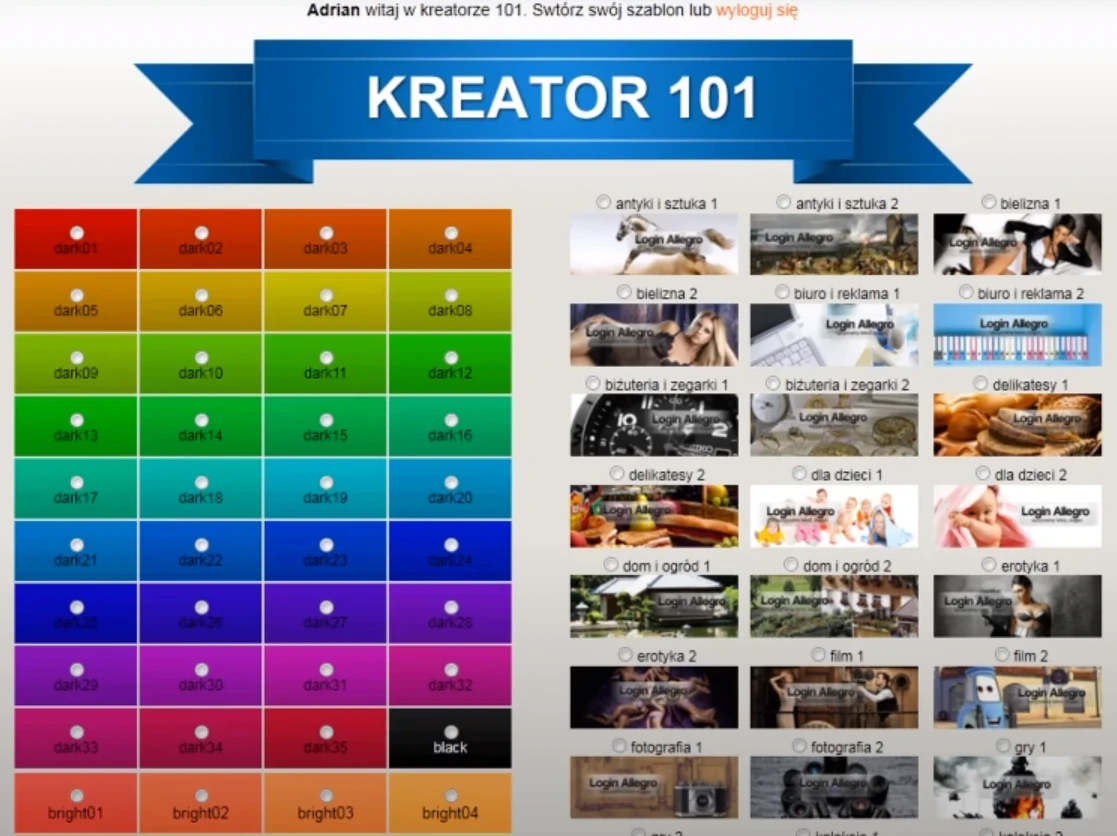 Adrian witaj w kreatorze 101. Swtórz swój szablon lub wyloguj się
KREATOR 101
dark01 dark02 dark03 dark04
dark05 dark06 dark07 dark08
dark09 dark10 dark11 dark12
dark13 dark14 dark15 dark16
dark17 dark18 dark19 dark20
dark21 dark22 dark23 dark24
dark25 dark26 dark27 dark28
dark29 dark30 dark31 dark32
dark33 dark34 dark35 black
bright01 bright02 bright03 bright04
antyki i sztuka 1 antyki i sztuka 2 bielizna 1
Login Allegro Login Allegro Login Allegro
bielizna 2 biuro i reklama 1 biuro i reklama 2
Login Allegro Login Allegro Login Allegro
biżuteria i zegarki 1 biżuteria i zegarki 2 delikatesy 1
Login Allegro Login Allegro Login Allegro
delikatesy 2 dla dzieci 1 dla dzieci 2
Login Allegro Login Allegro Login Allegro
dom i ogród 1 dom i ogród 2 erotyka 1
Login Allegro Login Allegro Login Allegro
erotyka 2 film 1 film 2
Login Allegro Login Allegro Login Allegro
fotografia 1 fotografia 2 gry 1
Login Allegro Login Allegro Login Allegro